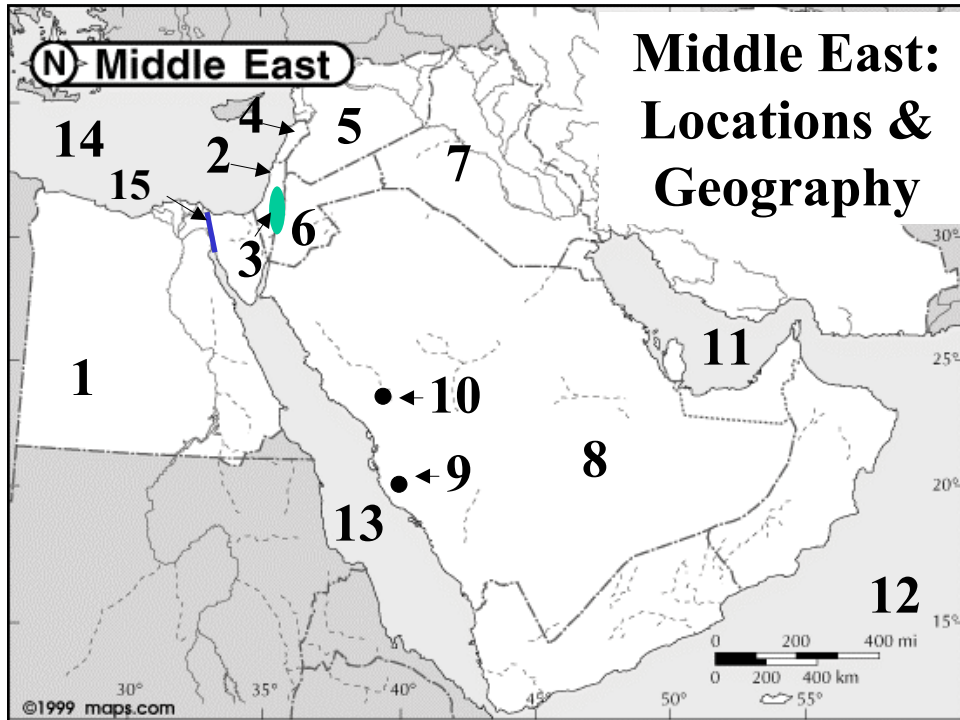 N Middle East
Middle East:
Locations &
Geography
14
4
5
2
7
15
6
3
30°
11
25°
1
10
8
9
20°
13
12
15°
0 200 400 mi
0 200 400 km
30° 35° 40° 45° 50° 55°
©1999 maps.com